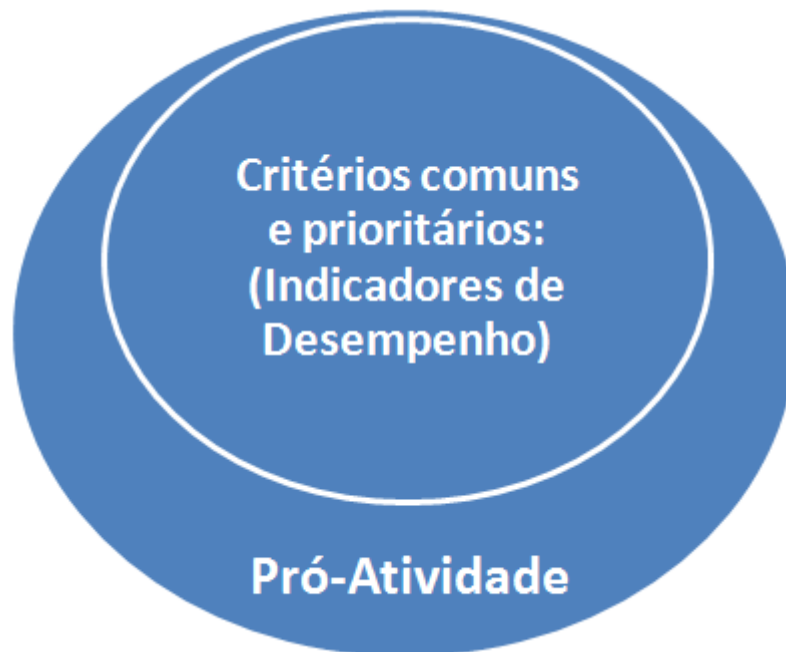 Critérios comuns
e prioritários:
(Indicadores de
Desempenho)
Pró-Atividade